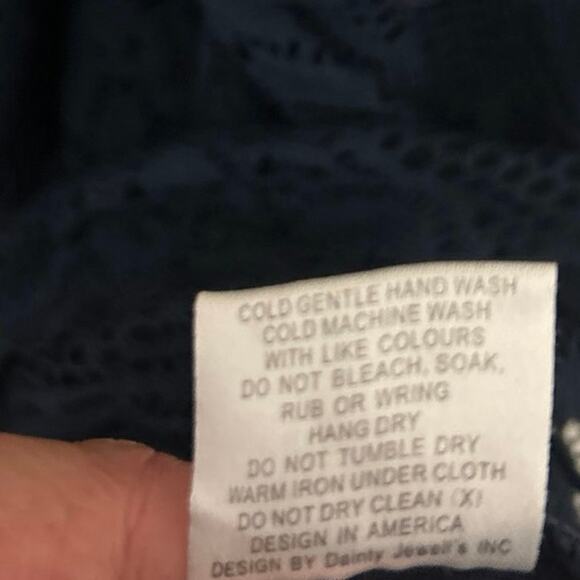 COLD GENTLE HAND WASH
COLD MACHINE WASH
WITH LIKE COLOURS
DO NOT BLEACH, SOAK,
RUB OR WRING
HANG DRY
DO NOT TUMBLE DRY
WARM IRON UNDER CLOTH
DO NOT DRY CLEAN (X)
DESIGN IN AMERICA
DESIGN BY Dainty Jewell's INC